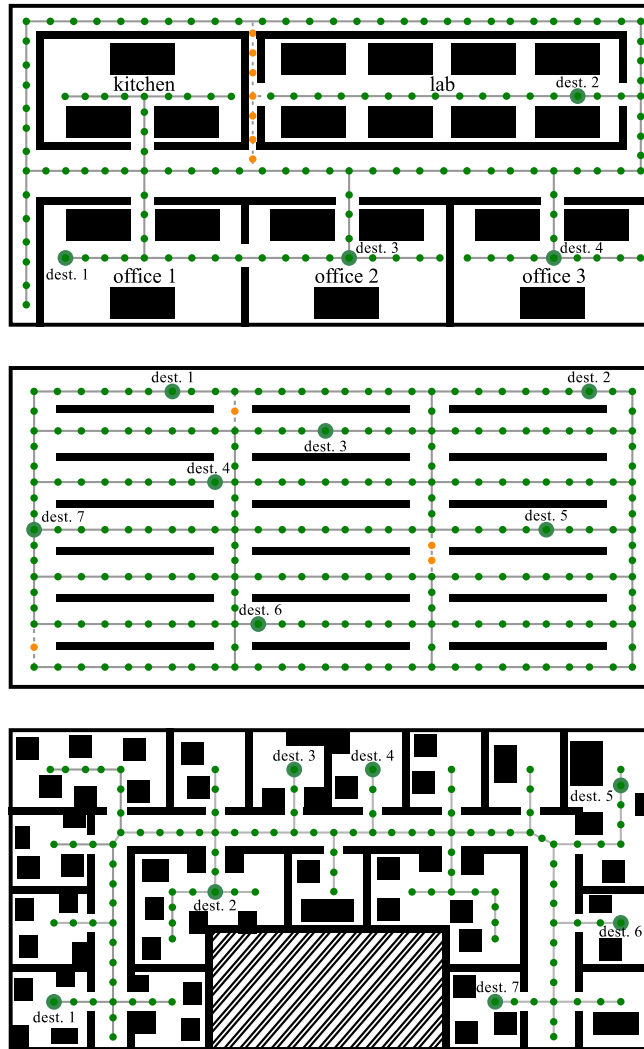 kitchen
lab
dest. 2
dest. 3
dest. 4
dest. 1
office 1
office 2
office 3
dest. 1
dest. 2
dest. 3
dest. 4
dest. 7
dest. 5
dest. 6
dest. 3
dest. 4
dest. 5
dest. 2
dest. 6
dest. 7
dest. 1